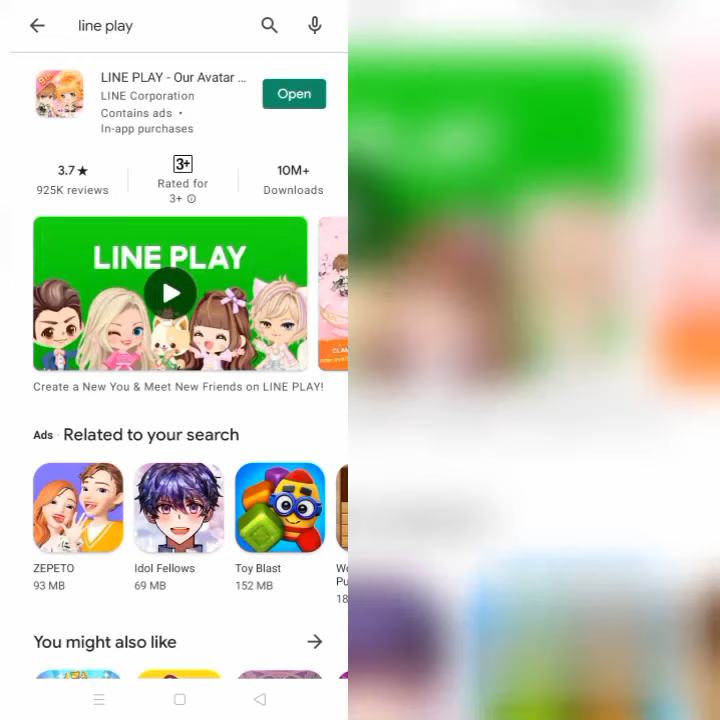 line play
LINE PLAY - Our Avatar ...
LINE Corporation
Contains ads •
In-app purchases
Open
3.7★
925K reviews
3+
Rated for
3+
10M+
Downloads
LINE PLAY
Create a New You & Meet New Friends on LINE PLAY!
Ads · Related to your search
ZEPETO
93 MB
Idol Fellows
69 MB
Toy Blast
152 MB
You might also like